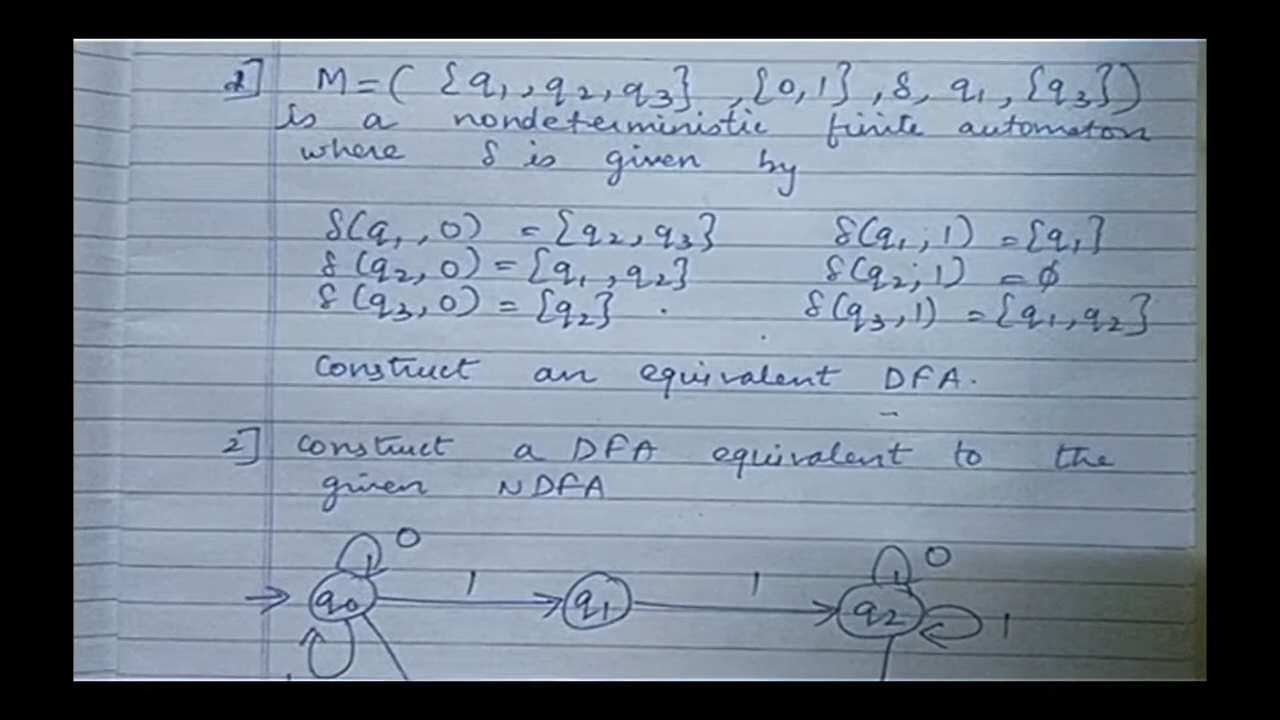 1] M = ( {q1, q2, q3}, {0, 1}, δ, q1, {q3})
is a nondeterministic finite automaton
where δ is given by
δ(q1, 0) = {q2, q3} δ(q1, 1) = {q1}
δ(q2, 0) = {q1, q2} δ(q2, 1) = ϕ
δ(q3, 0) = {q2} . δ(q3, 1) = {q1, q2}
Construct an equivalent DFA.
2] Construct a DFA equivalent to the
given NDFA
0 0
q0 1 q1 1 q2 1